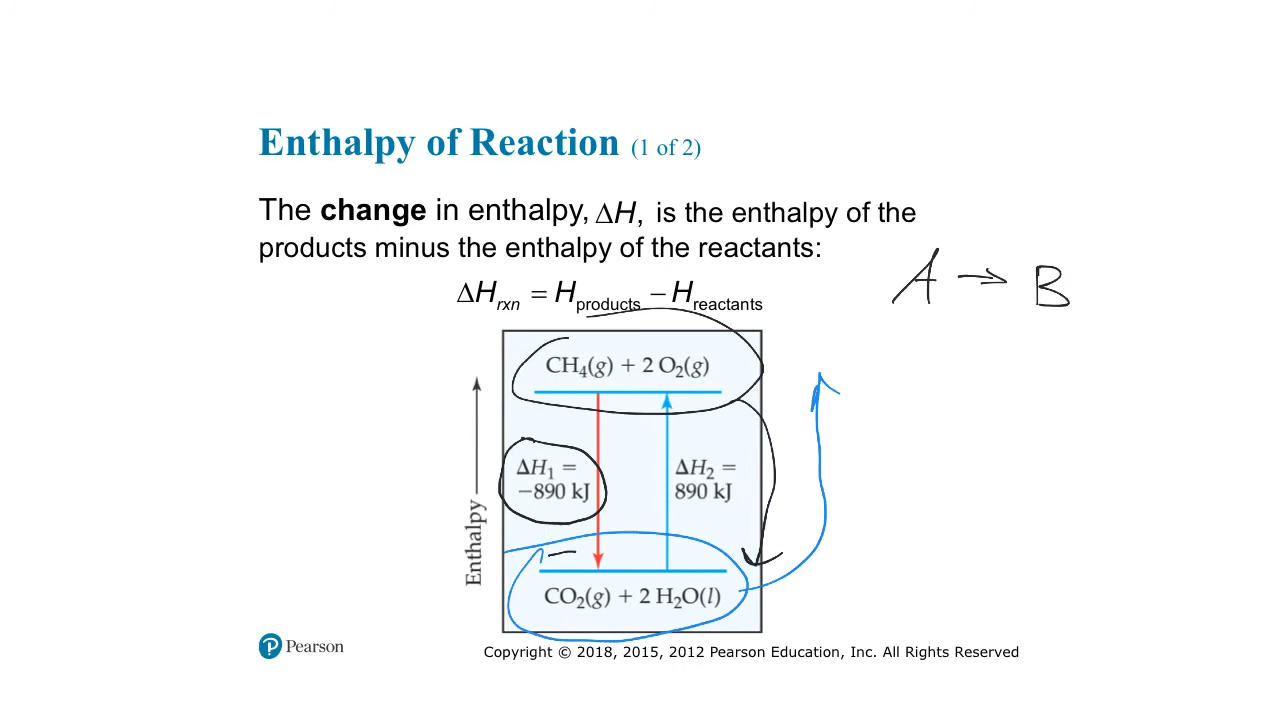 Enthalpy of Reaction (1 of 2)
The change in enthalpy, ΔH, is the enthalpy of the
products minus the enthalpy of the reactants:
A → B
ΔHrxn = Hproducts − Hreactants
CH₄(g) + 2 O₂(g)
ΔH₁ =
−890 kJ
ΔH₂ =
890 kJ
Enthalpy
CO₂(g) + 2 H₂O(l)
Pearson
Copyright © 2018, 2015, 2012 Pearson Education, Inc. All Rights Reserved